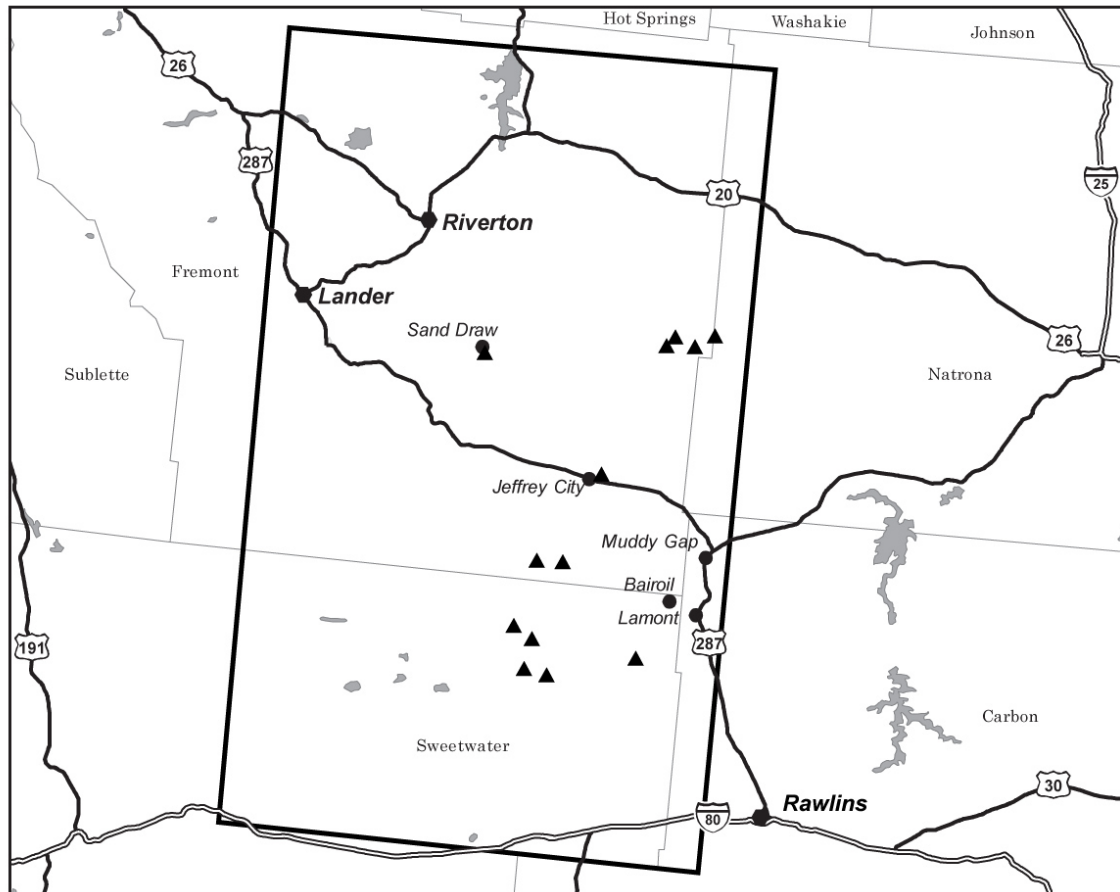 Hot Springs
Washakie
Johnson
26
287
25
20
Riverton
Fremont
Lander
Sand Draw
26
Sublette
Natrona
Jeffrey City
Muddy Gap
Bairoil
Lamont
287
191
Carbon
Sweetwater
30
Rawlins
80